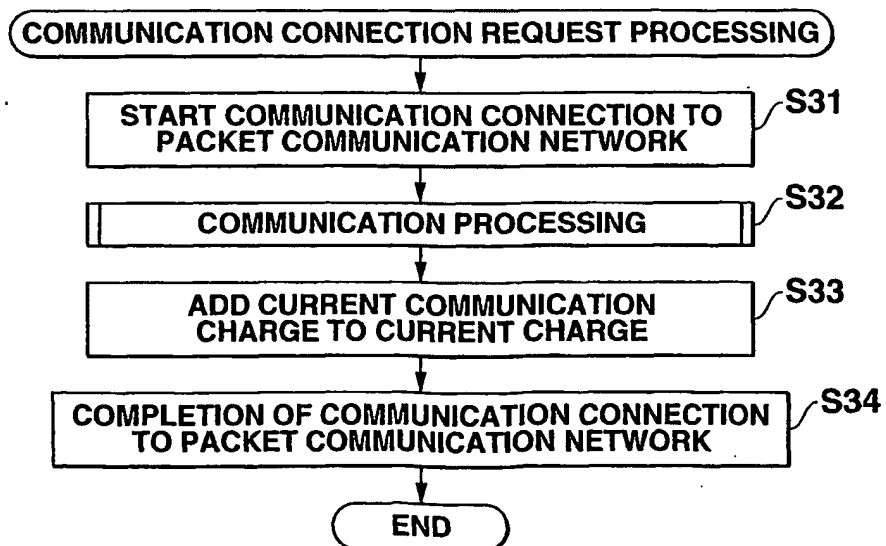 COMMUNICATION CONNECTION REQUEST PROCESSING
START COMMUNICATION CONNECTION TO
PACKET COMMUNICATION NETWORK
S31
COMMUNICATION PROCESSING
S32
ADD CURRENT COMMUNICATION
CHARGE TO CURRENT CHARGE
S33
COMPLETION OF COMMUNICATION CONNECTION
TO PACKET COMMUNICATION NETWORK
S34
END